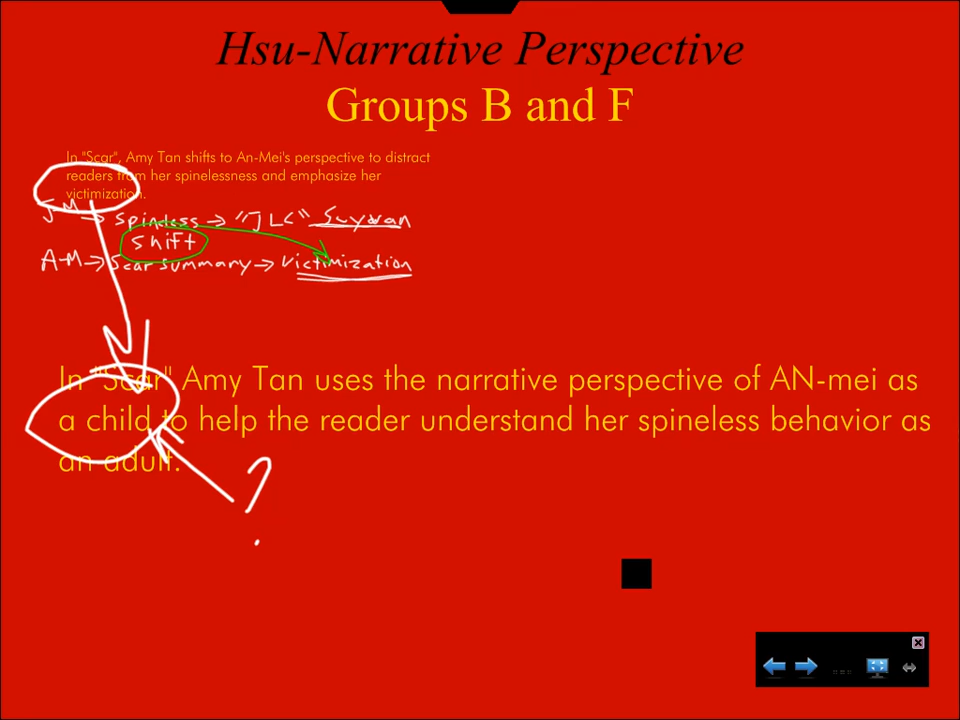 Hsu-Narrative Perspective
Groups B and F
In "Scar", Amy Tan shifts to An-Mei's perspective to distract
readers from her spinelessness and emphasize her
victimization.
JM → spineless → "JLC" Suyuan
shift
A-M → Scar summary → Victimization
In "Scar" Amy Tan uses the narrative perspective of AN-mei as
a child to help the reader understand her spineless behavior as
an adult.
?